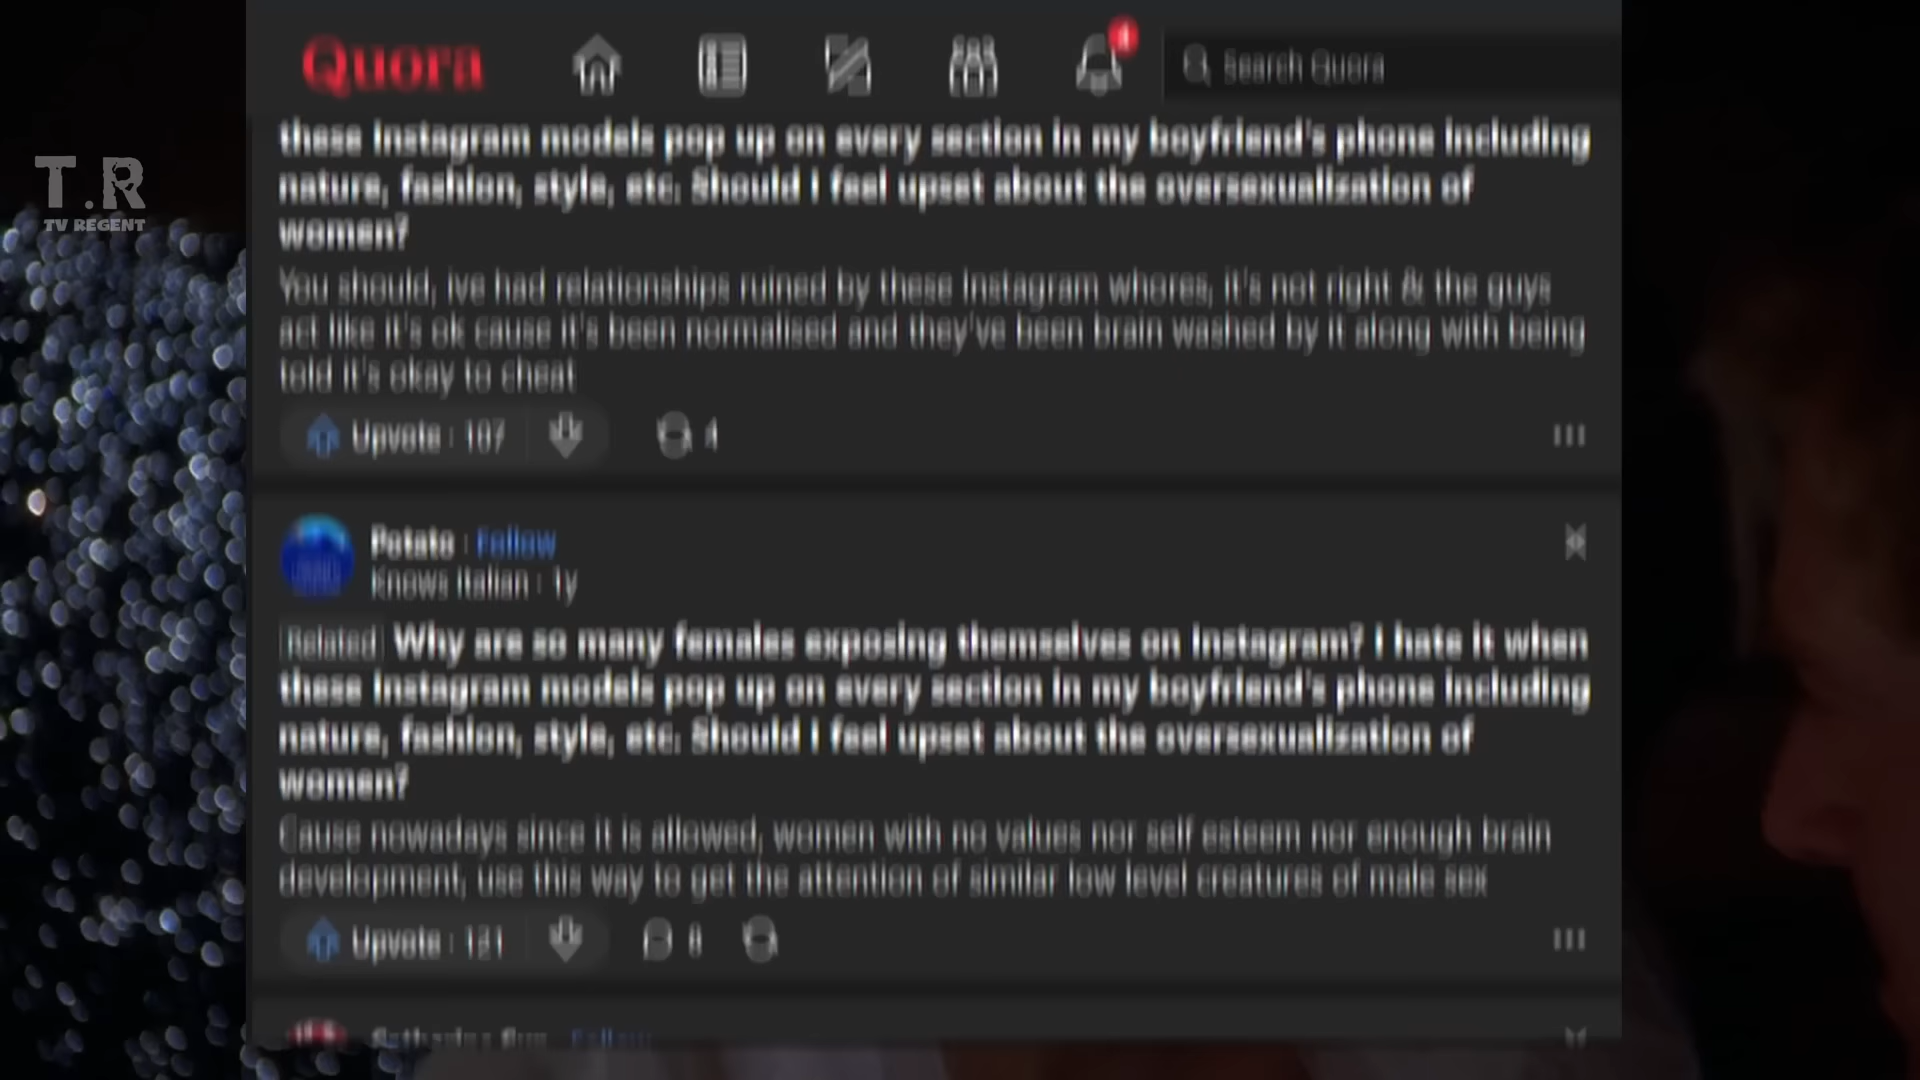 Quora
Search Quora
T.R
TV REGENT
these Instagram models pop up on every section in my boyfriend's phone including
nature, fashion, style, etc. Should I feel upset about the oversexualization of
women?
You should, ive had relationships ruined by these Instagram whores, it's not right & the guys
act like it's ok cause it's been normalised and they've been brain washed by it along with being
told it's okay to cheat
Upvote · 107
4
Potato · Follow
Knows Italian · 1y
Related Why are so many females exposing themselves on Instagram? I hate it when
these Instagram models pop up on every section in my boyfriend's phone including
nature, fashion, style, etc. Should I feel upset about the oversexualization of
women?
Cause nowadays since it is allowed, women with no values nor self esteem nor enough brain
development, use this way to get the attention of similar low level creatures of male sex
Upvote · 121
Follow